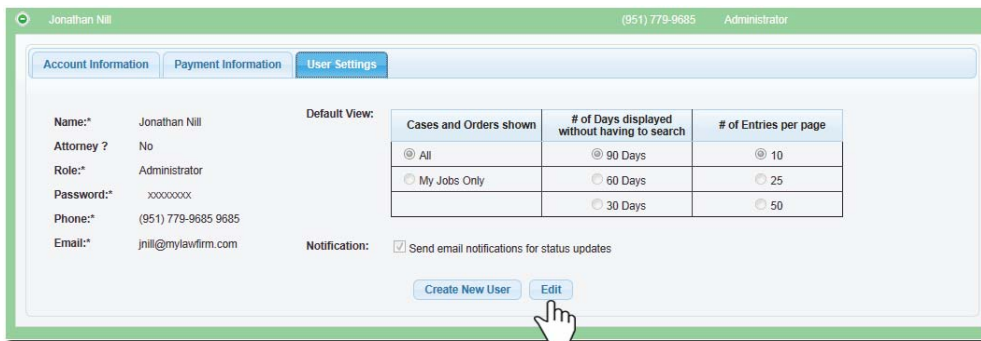 Jonathan Nill (951) 779-9685 Administrator
Account Information Payment Information User Settings
Name:* Jonathan Nill
Attorney ? No
Role:* Administrator
Password:* xxxxxxxx
Phone:* (951) 779-9685 9685
Email:* jnill@mylawfirm.com
Default View:
Cases and Orders shown # of Days displayed without having to search # of Entries per page
All 90 Days 10
My Jobs Only 60 Days 25
30 Days 50
Notification: Send email notifications for status updates
Create New User Edit